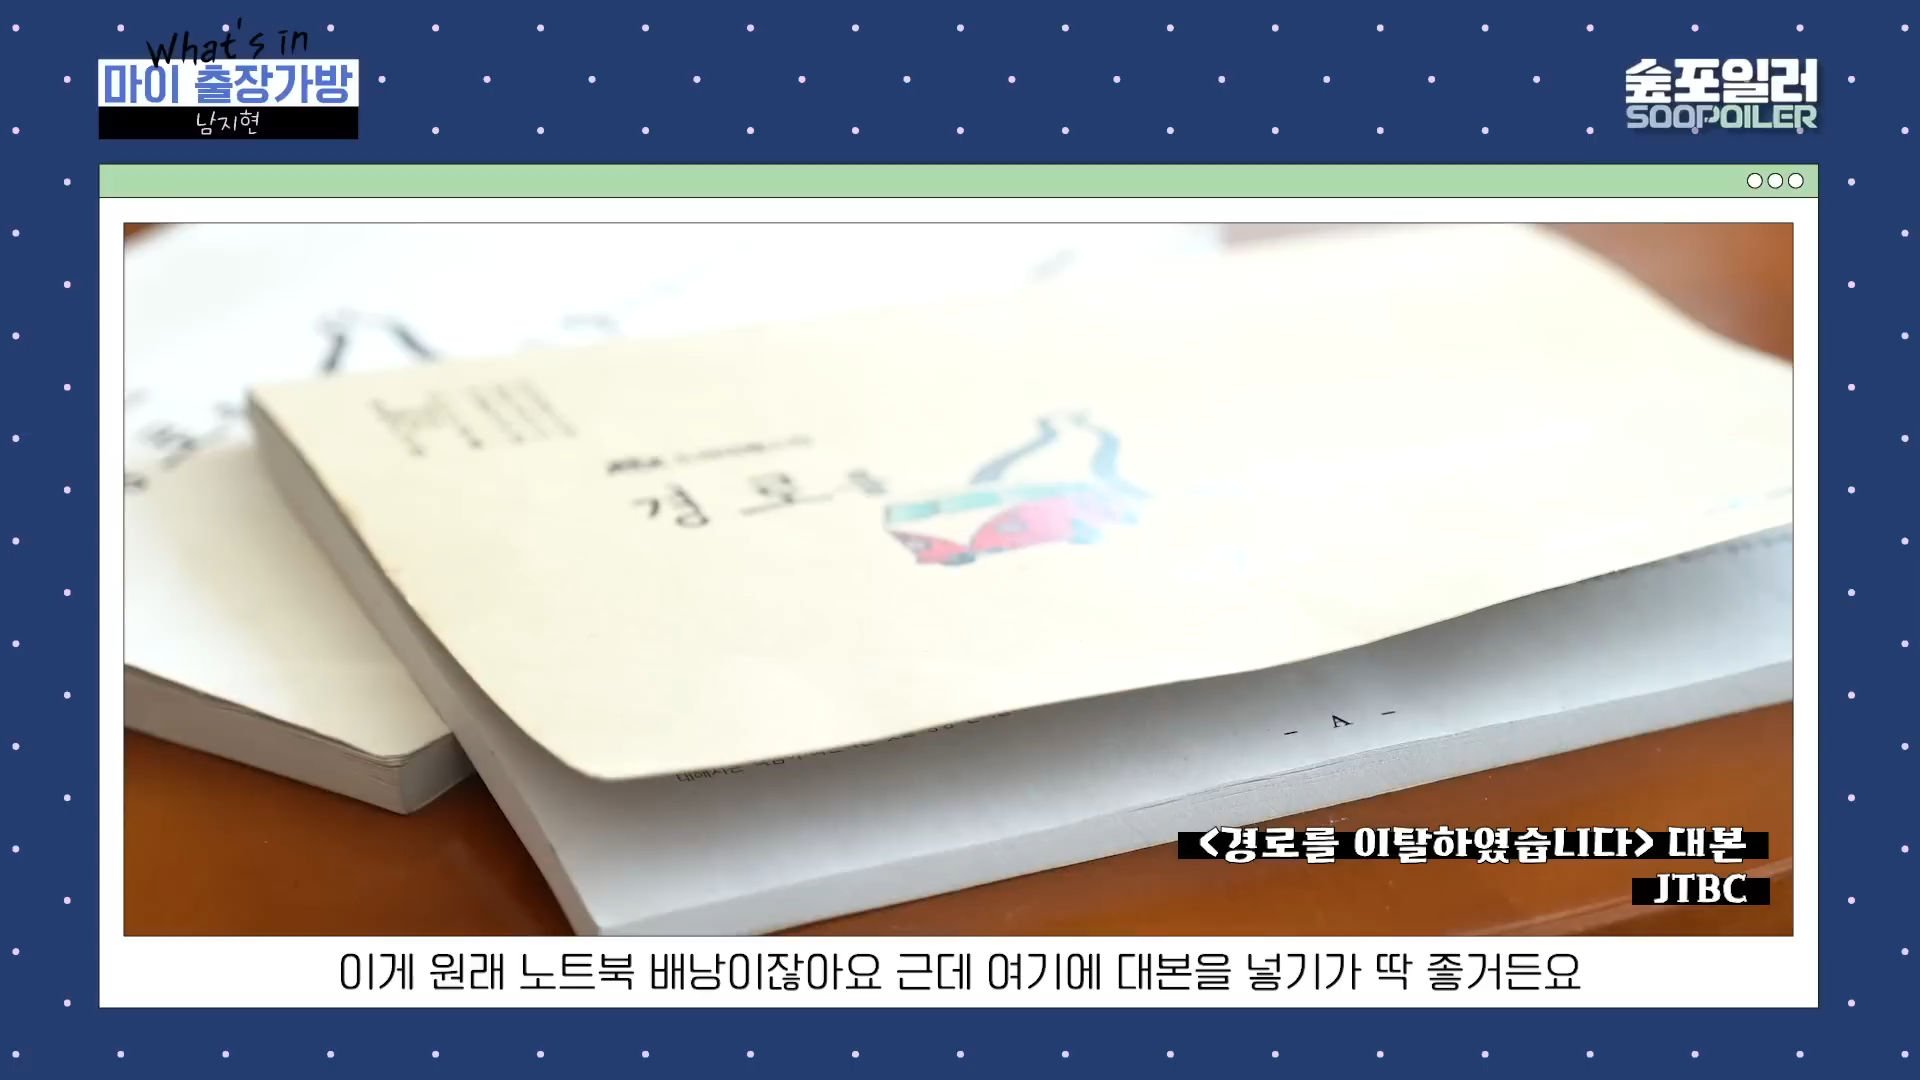 What's in
마이 출장가방
남지현
숲포일러
SOOPOILER
경로를
- A -
<경로를 이탈하였습니다> 대본
JTBC
이게 원래 노트북 배낭이잖아요 근데 여기에 대본을 넣기가 딱 좋거든요